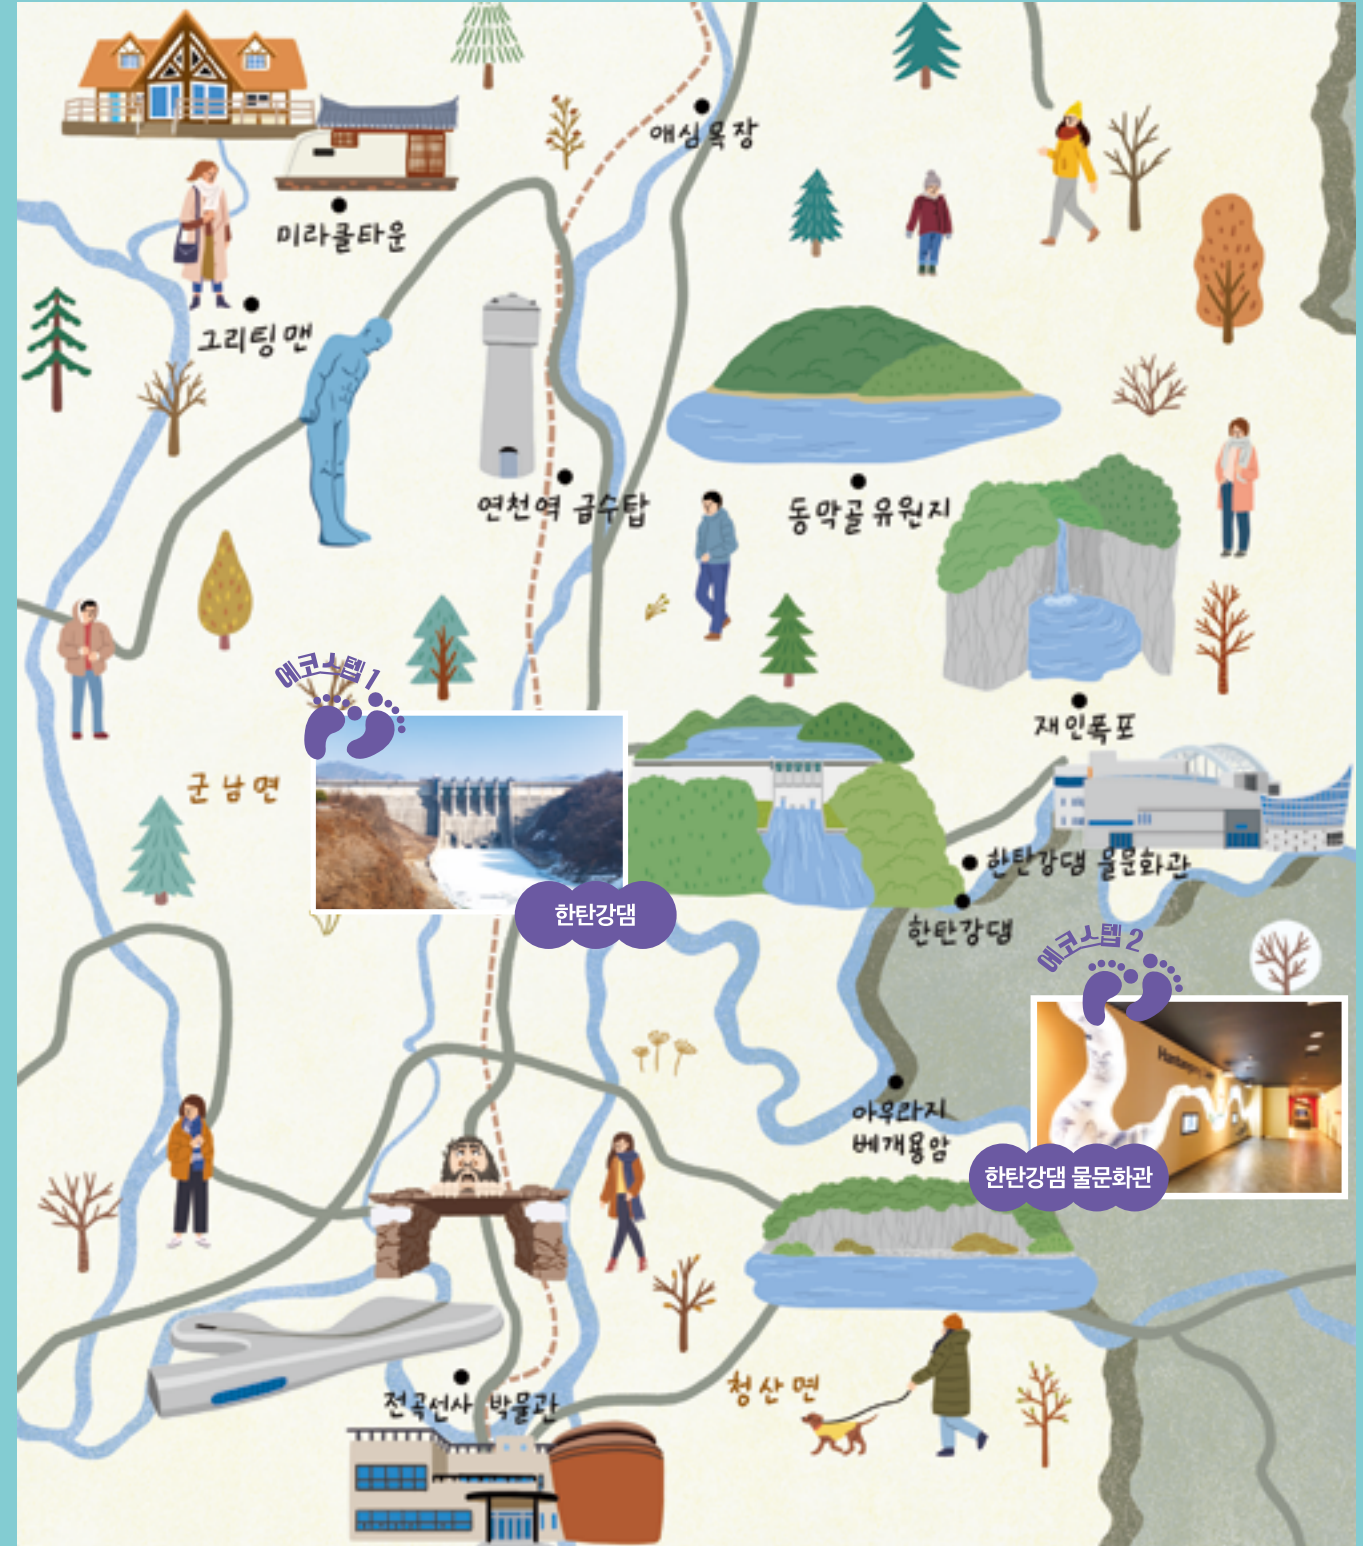 애심목장
미라클타운
그리팅맨
연천역 급수탑
동막골유원지
재인폭포
에코스텝1
군남면
한탄강댐
한탄강댐 물문화관
한탄강댐
에코스텝2
아우라지
베개용암
한탄강댐 물문화관
청산면
전곡선사 박물관